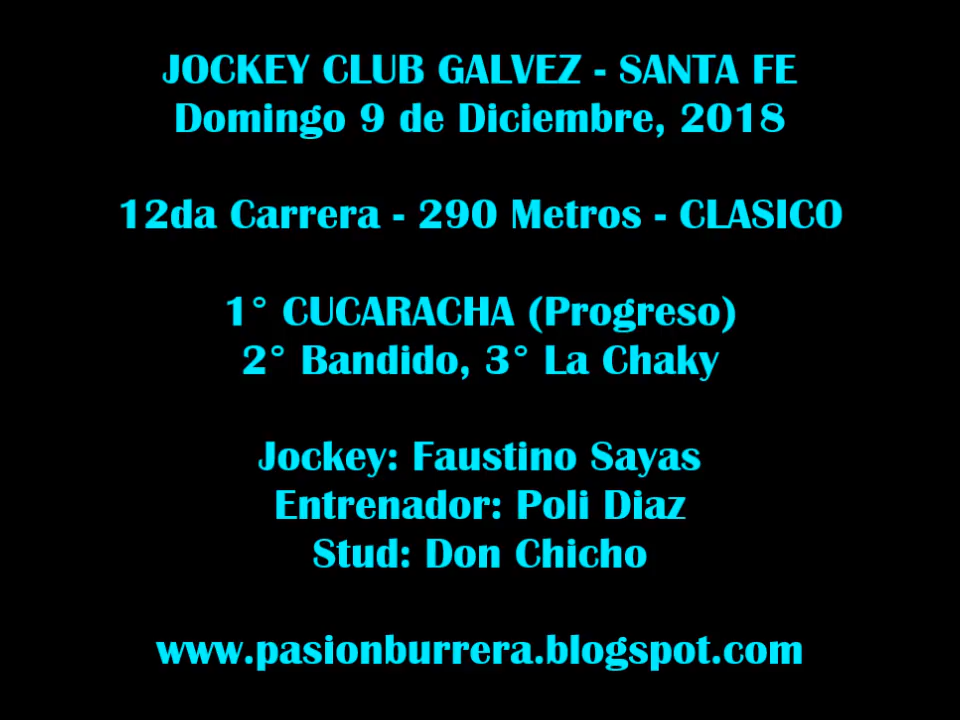 JOCKEY CLUB GALVEZ - SANTA FE
Domingo 9 de Diciembre, 2018
12da Carrera - 290 Metros - CLASICO
1° CUCARACHA (Progreso)
2° Bandido, 3° La Chaky
Jockey: Faustino Sayas
Entrenador: Poli Diaz
Stud: Don Chicho
www.pasionburrera.blogspot.com